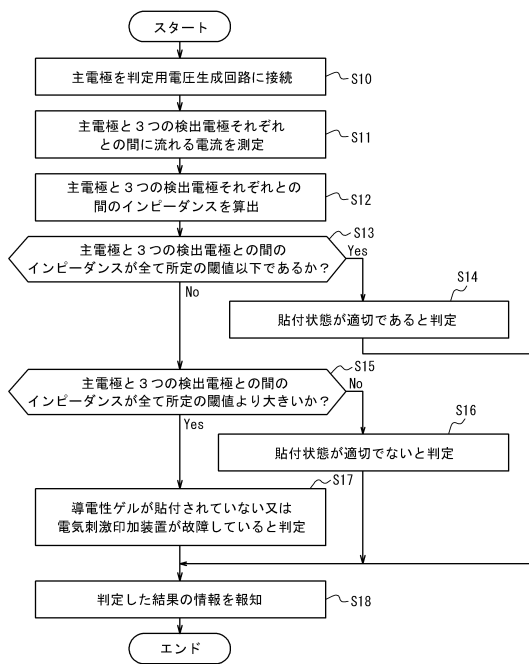 スタート
主電極を判定用電圧生成回路に接続
S10
主電極と３つの検出電極それぞれ
との間に流れる電流を測定
S11
主電極と３つの検出電極それぞれとの
間のインピーダンスを算出
S12
S13
主電極と３つの検出電極との間の
インピーダンスが全て所定の閾値以下であるか？
Yes
No
S14
貼付状態が適切であると判定
S15
主電極と３つの検出電極との間の
インピーダンスが全て所定の閾値より大きいか？
No
Yes
S16
貼付状態が適切でないと判定
S17
導電性ゲルが貼付されていない又は
電気刺激印加装置が故障していると判定
判定した結果の情報を報知
S18
エンド